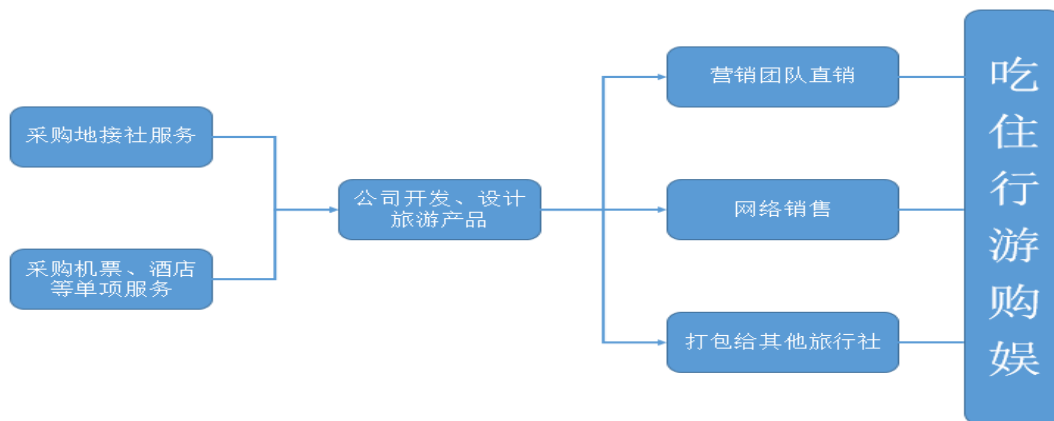 采购地接社服务
采购机票、酒店
等单项服务
公司开发、设计
旅游产品
营销团队直销
网络销售
打包给其他旅行社
吃住行游购娱